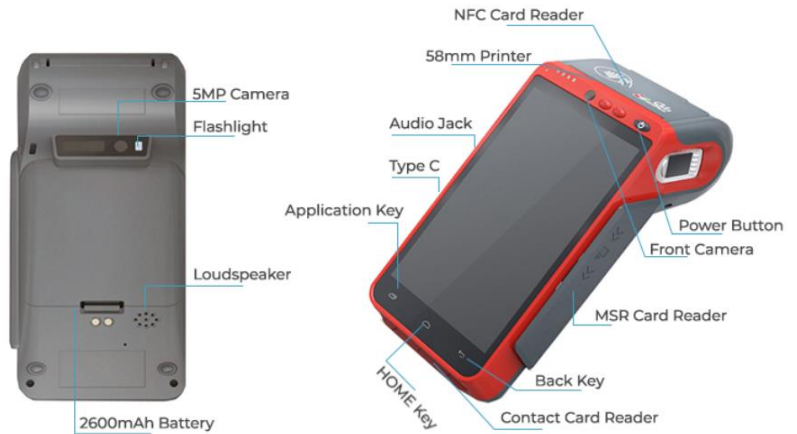 NFC Card Reader
58mm Printer
5MP Camera
Flashlight
Audio Jack
Type C
Application Key
Power Button
Front Camera
Loudspeaker
MSR Card Reader
HOME Key
Back Key
Contact Card Reader
2600mAh Battery